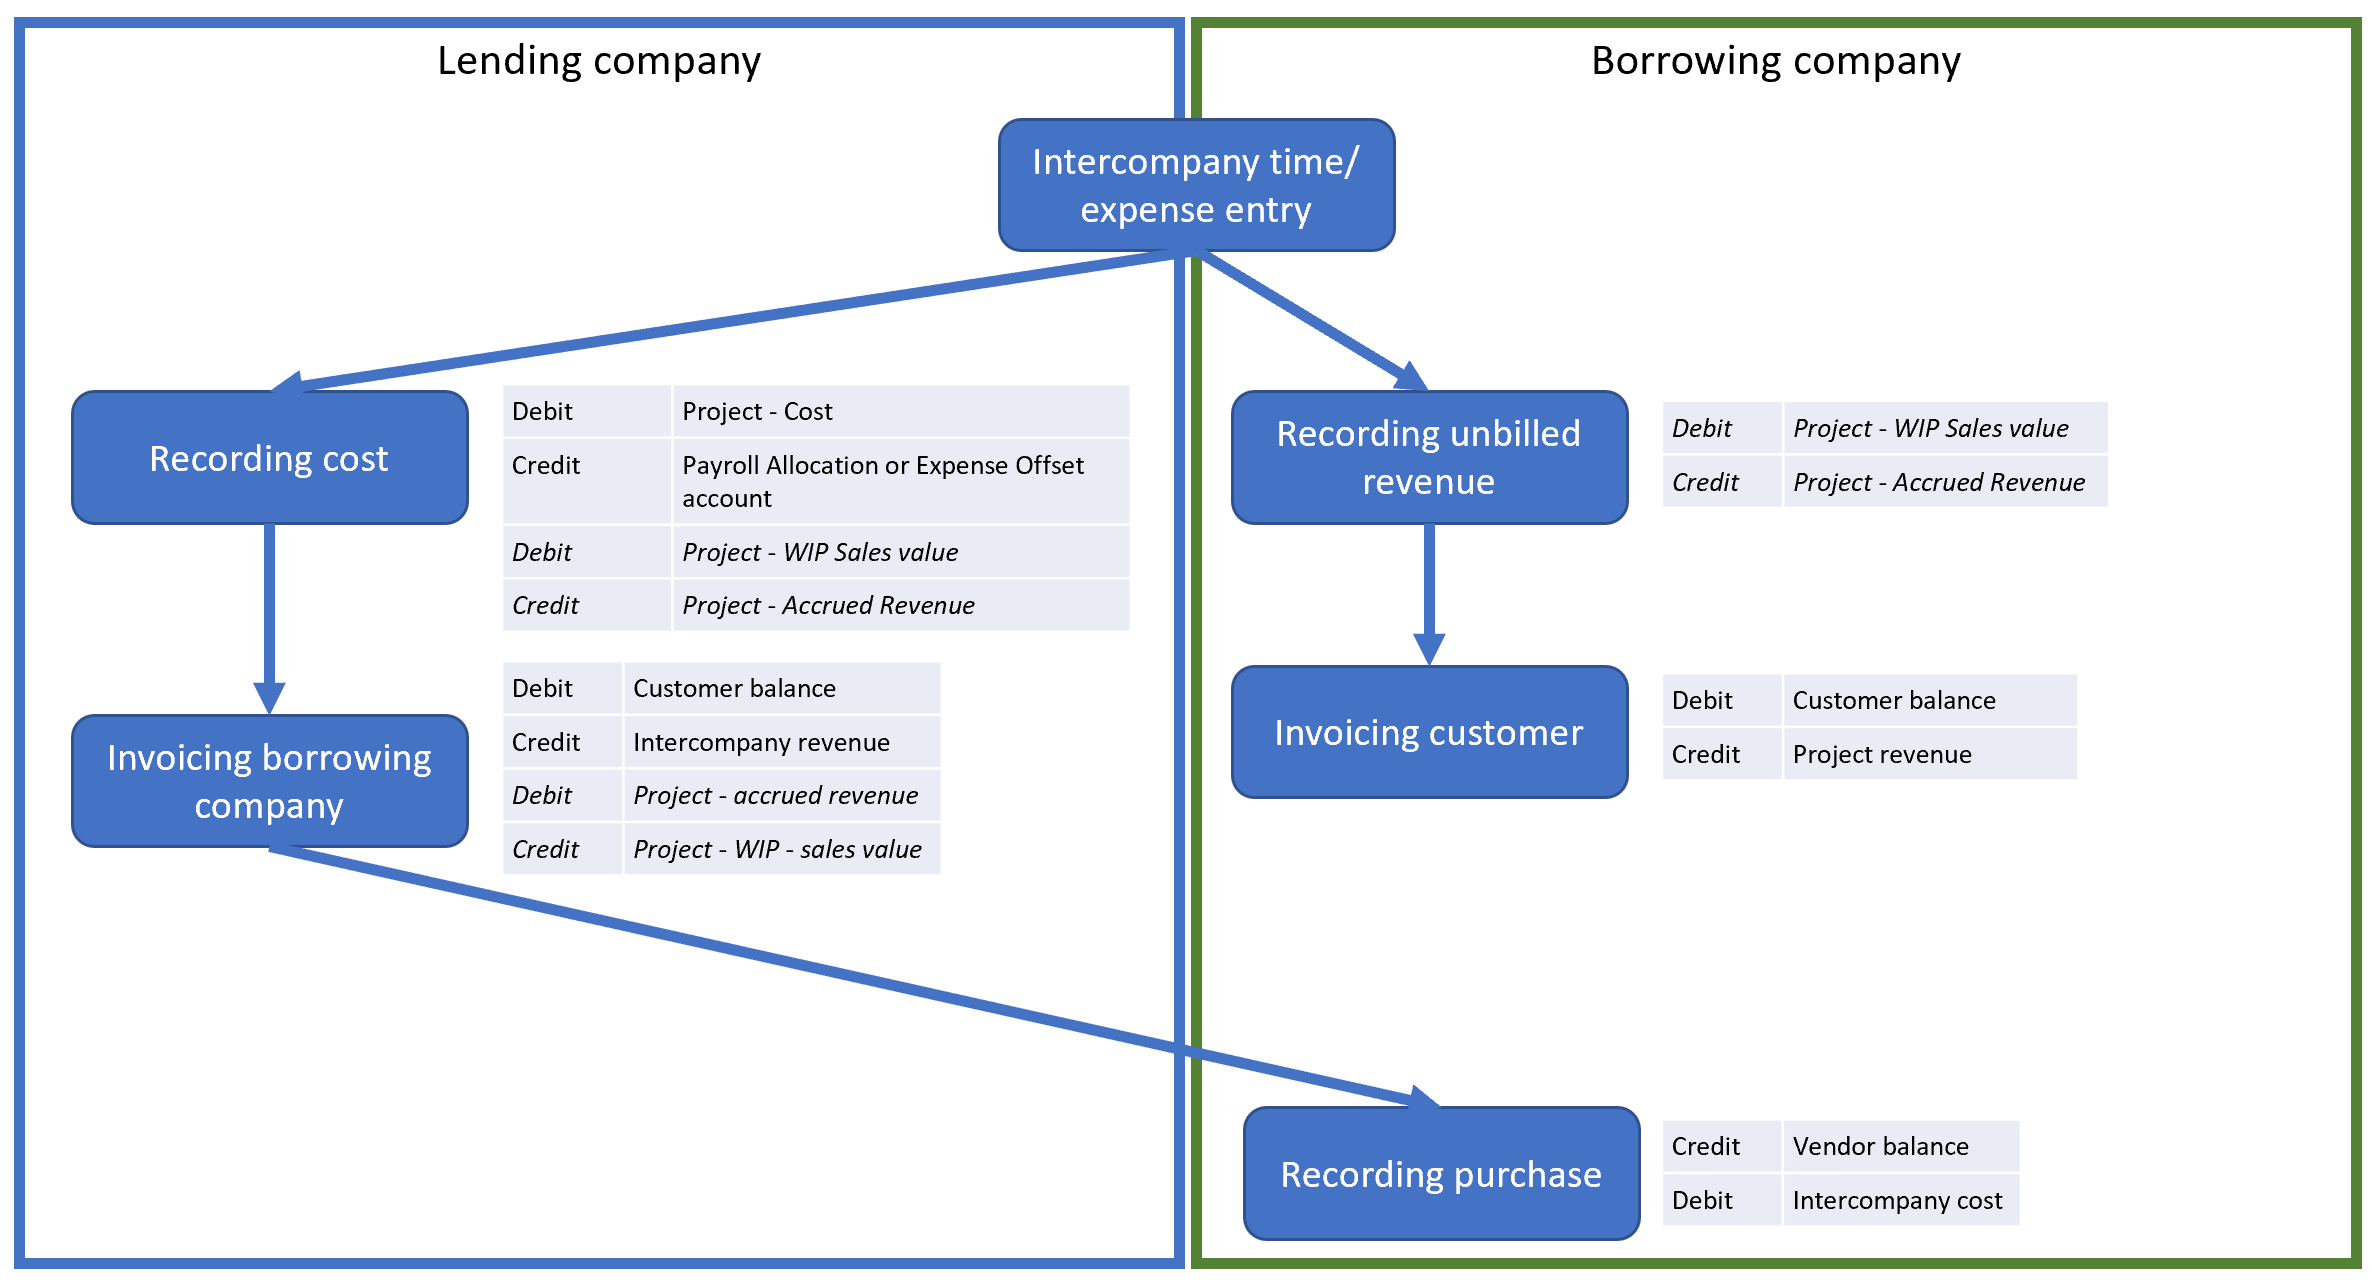 Lending company
Borrowing company
Intercompany time/
expense entry
Recording cost
Debit Project - Cost
Credit Payroll Allocation or Expense Offset
account
Debit Project - WIP Sales value
Credit Project - Accrued Revenue
Invoicing borrowing
company
Debit Customer balance
Credit Intercompany revenue
Debit Project - accrued revenue
Credit Project - WIP - sales value
Recording unbilled
revenue
Debit Project - WIP Sales value
Credit Project - Accrued Revenue
Invoicing customer
Debit Customer balance
Credit Project revenue
Recording purchase
Credit Vendor balance
Debit Intercompany cost